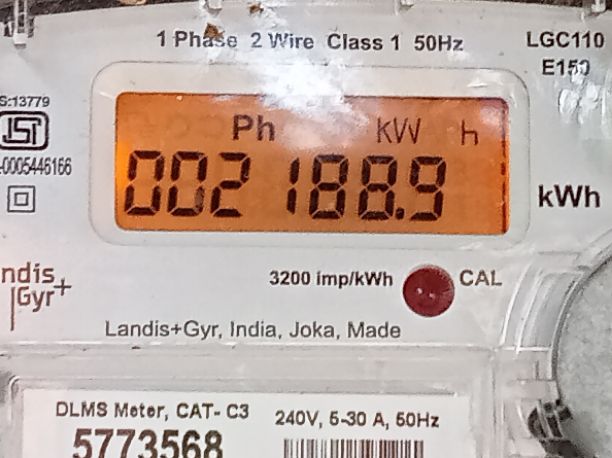 1 Phase 2 Wire Class 1 50Hz
LGC110
E150
S:13779
ISI
-0005446166
Ph kW h
002188.9
kWh
ndis
Gyr+
3200 imp/kWh
CAL
Landis+Gyr, India, Joka, Made
DLMS Meter, CAT- C3
240V, 5-30 A, 50Hz
5773568